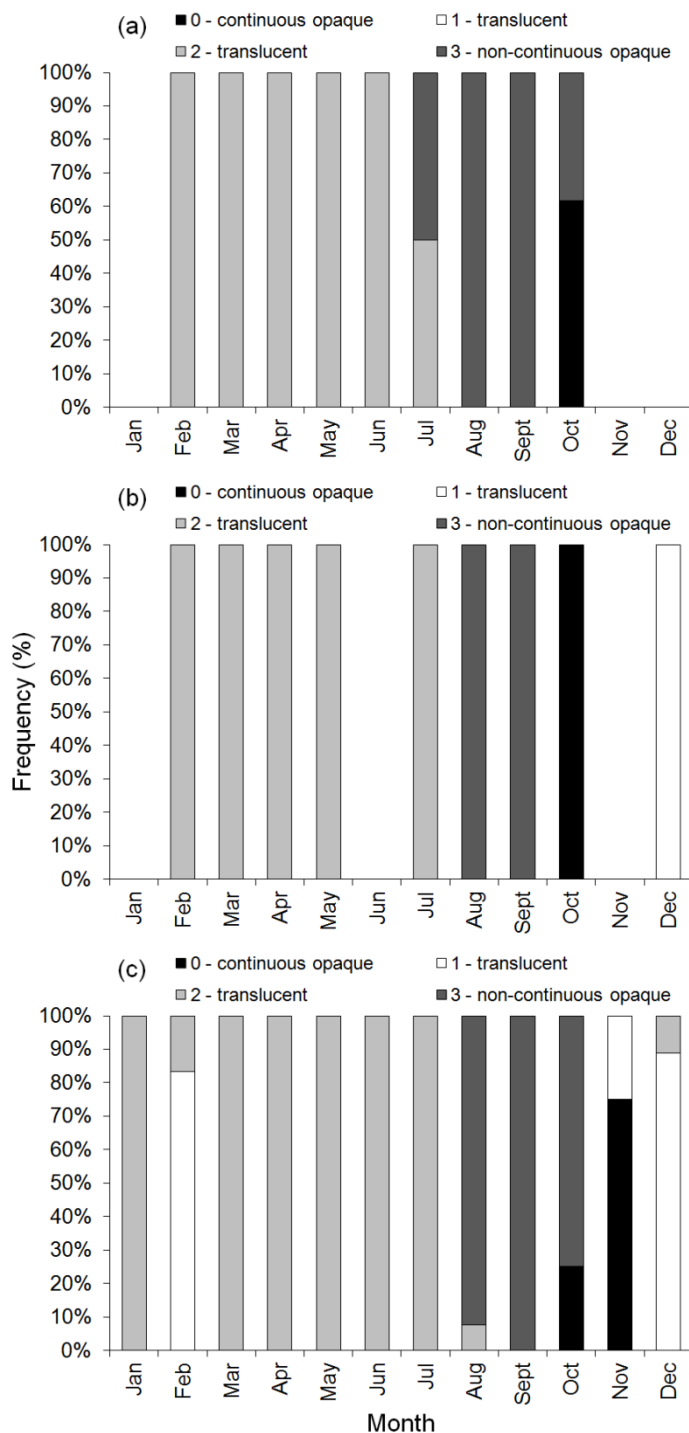 (a)
0 - continuous opaque 1 - translucent
2 - translucent 3 - non-continuous opaque
100%
90%
80%
70%
60%
50%
40%
30%
20%
10%
0%
Jan Feb Mar Apr May Jun Jul Aug Sept Oct Nov Dec
(b)
0 - continuous opaque 1 - translucent
2 - translucent 3 - non-continuous opaque
100%
90%
80%
70%
60%
50%
40%
30%
20%
10%
0%
Frequency (%)
Jan Feb Mar Apr May Jun Jul Aug Sept Oct Nov Dec
(c)
0 - continuous opaque 1 - translucent
2 - translucent 3 - non-continuous opaque
100%
90%
80%
70%
60%
50%
40%
30%
20%
10%
0%
Jan Feb Mar Apr May Jun Jul Aug Sept Oct Nov Dec
Month